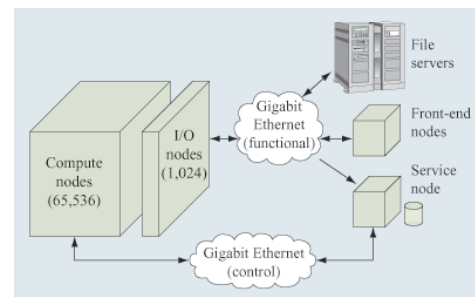 File
servers
Gigabit
Ethernet
(functional)
I/O
nodes
(1,024)
Front-end
nodes
Compute
nodes
(65,536)
Service
node
Gigabit Ethernet
(control)